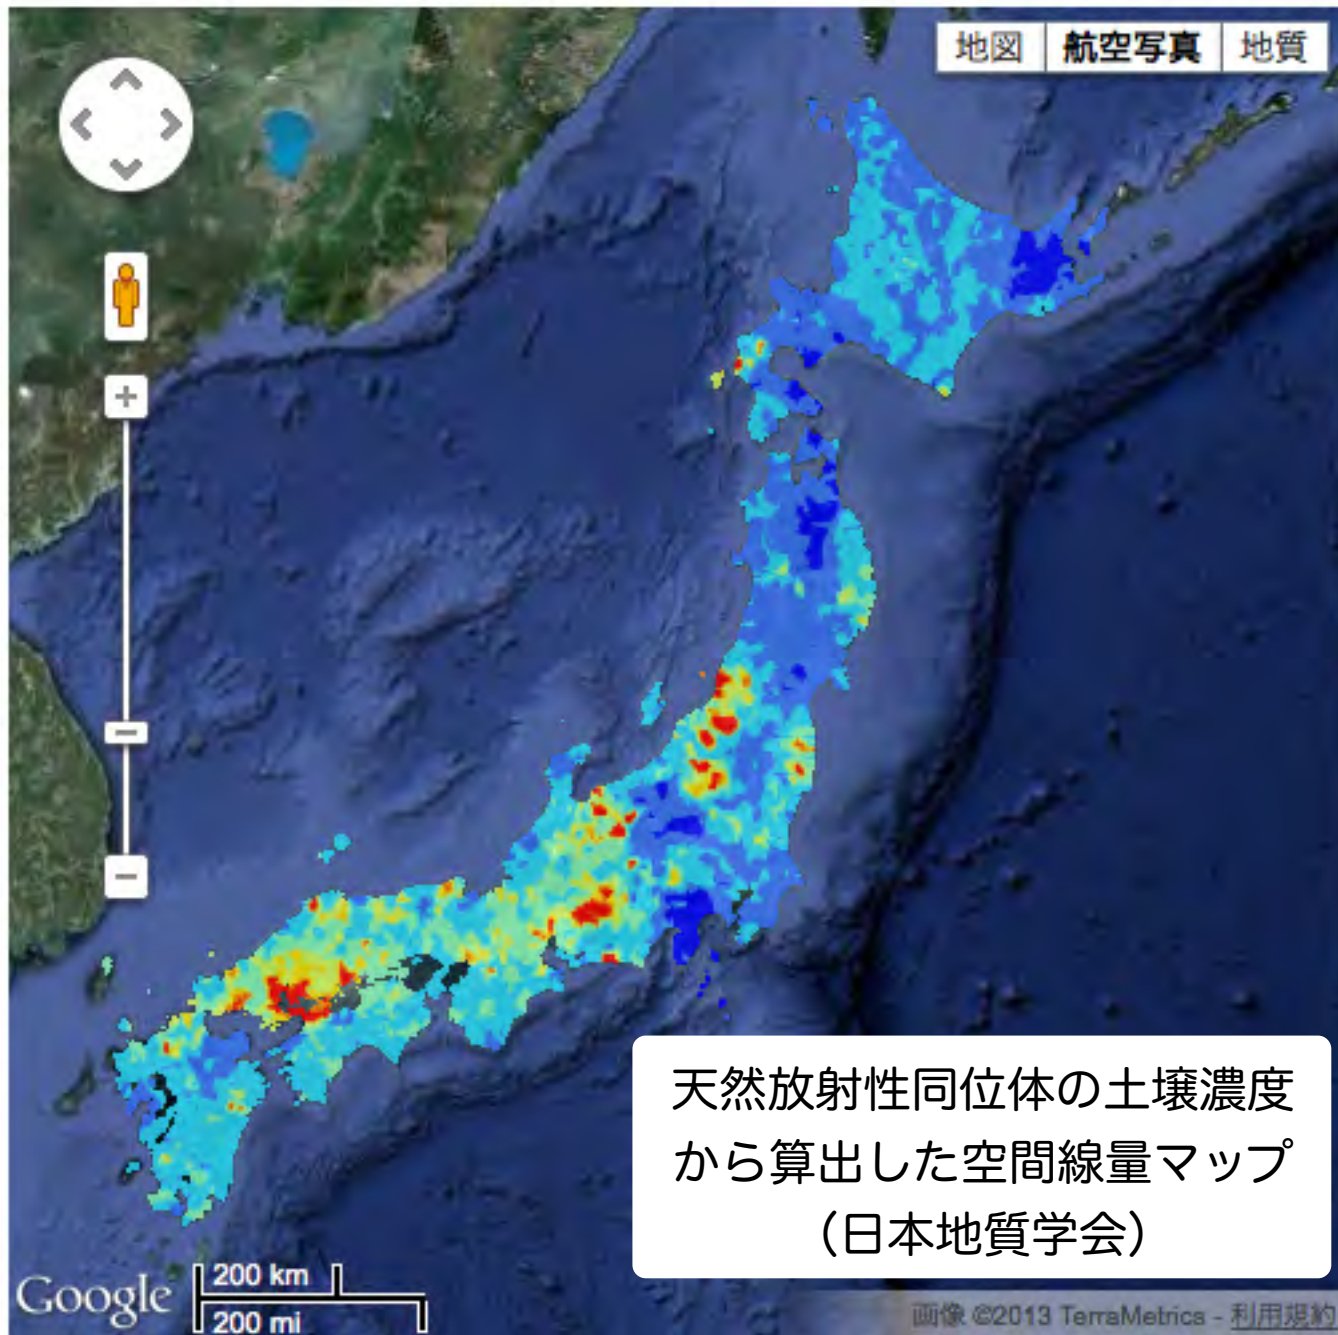 地図 航空写真 地質
天然放射性同位体の土壌濃度
から算出した空間線量マップ
(日本地質学会)
Google
200 km
200 mi
画像 ©2013 TerraMetrics - 利用規約